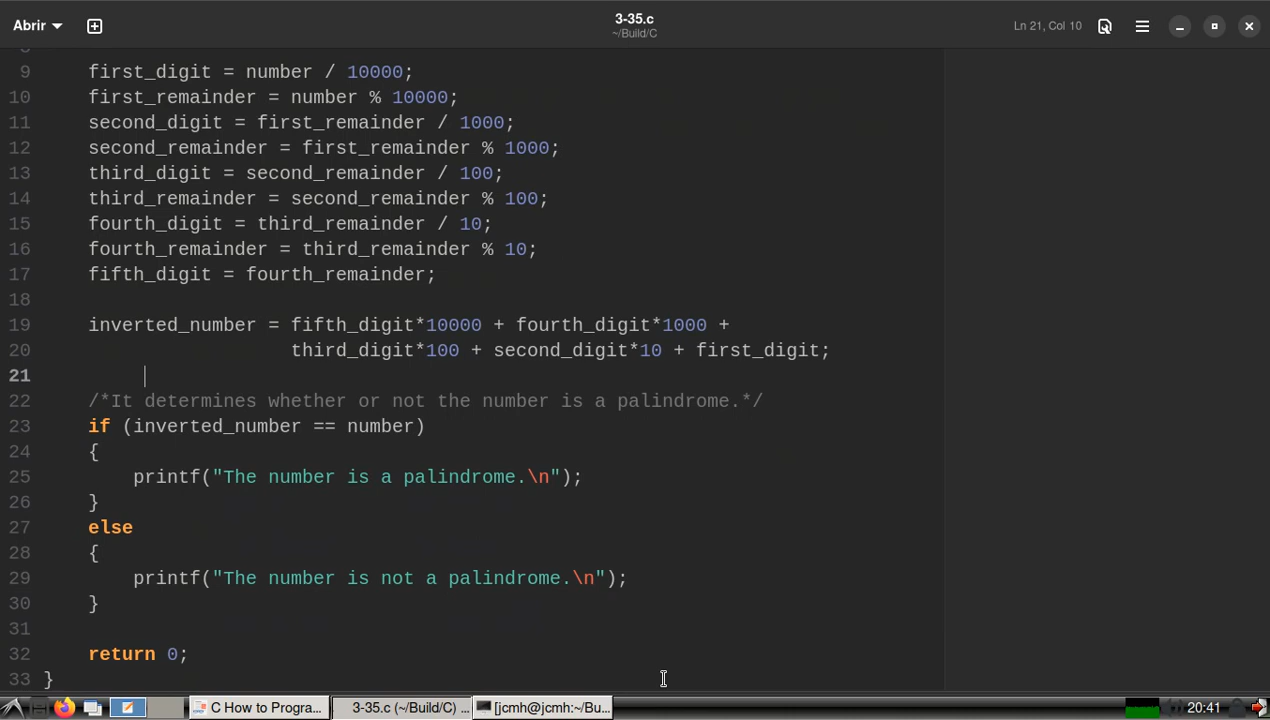 Abrir
3-35.c
~/Build/C
Ln 21, Col 10
9 first_digit = number / 10000;
10 first_remainder = number % 10000;
11 second_digit = first_remainder / 1000;
12 second_remainder = first_remainder % 1000;
13 third_digit = second_remainder / 100;
14 third_remainder = second_remainder % 100;
15 fourth_digit = third_remainder / 10;
16 fourth_remainder = third_remainder % 10;
17 fifth_digit = fourth_remainder;
18
19 inverted_number = fifth_digit*10000 + fourth_digit*1000 +
20 third_digit*100 + second_digit*10 + first_digit;
21
22 /*It determines whether or not the number is a palindrome.*/
23 if (inverted_number == number)
24 {
25 printf("The number is a palindrome.\n");
26 }
27 else
28 {
29 printf("The number is not a palindrome.\n");
30 }
31
32 return 0;
33 }
C How to Progra...
3-35.c (~/Build/C) ...
[jcmh@jcmh:~/Bu...
20:41